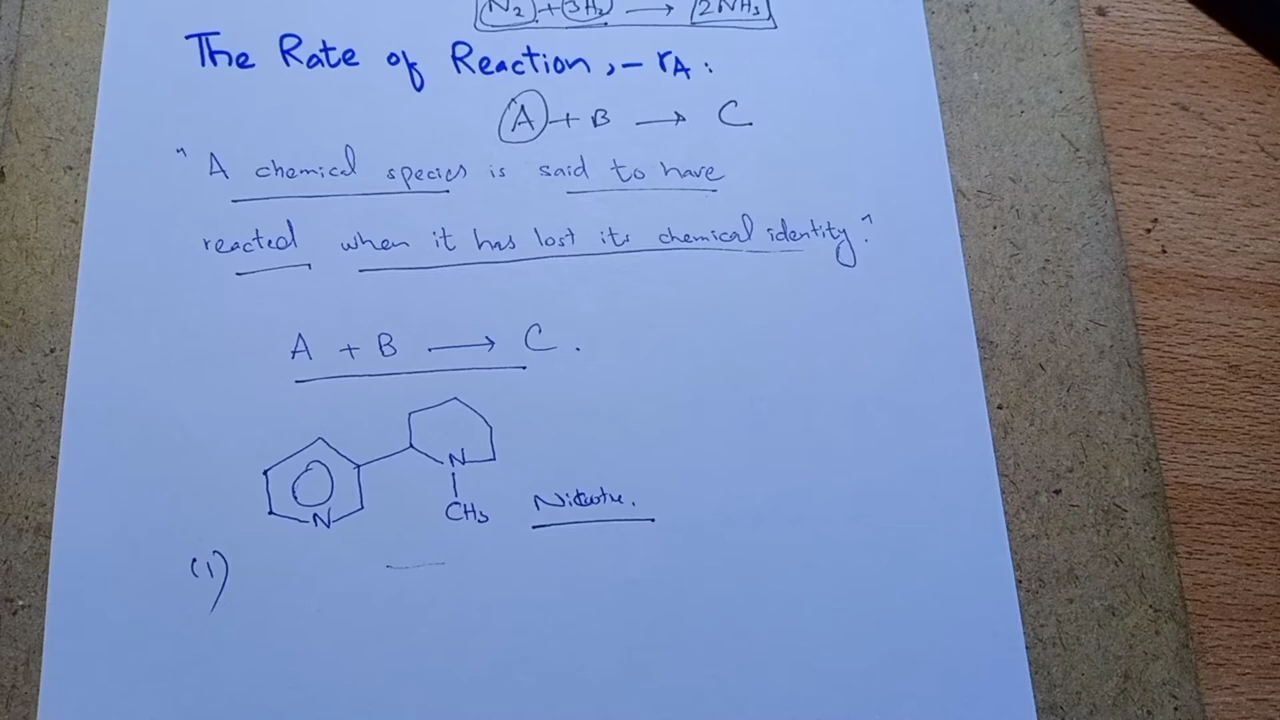 N₂ + 3H₂ → 2NH₃
The Rate of Reaction, -rA :
A + B → C
" A chemical species is said to have
reacted when it has lost its chemical identity."
A + B → C .
N
N
CH₃
(1)